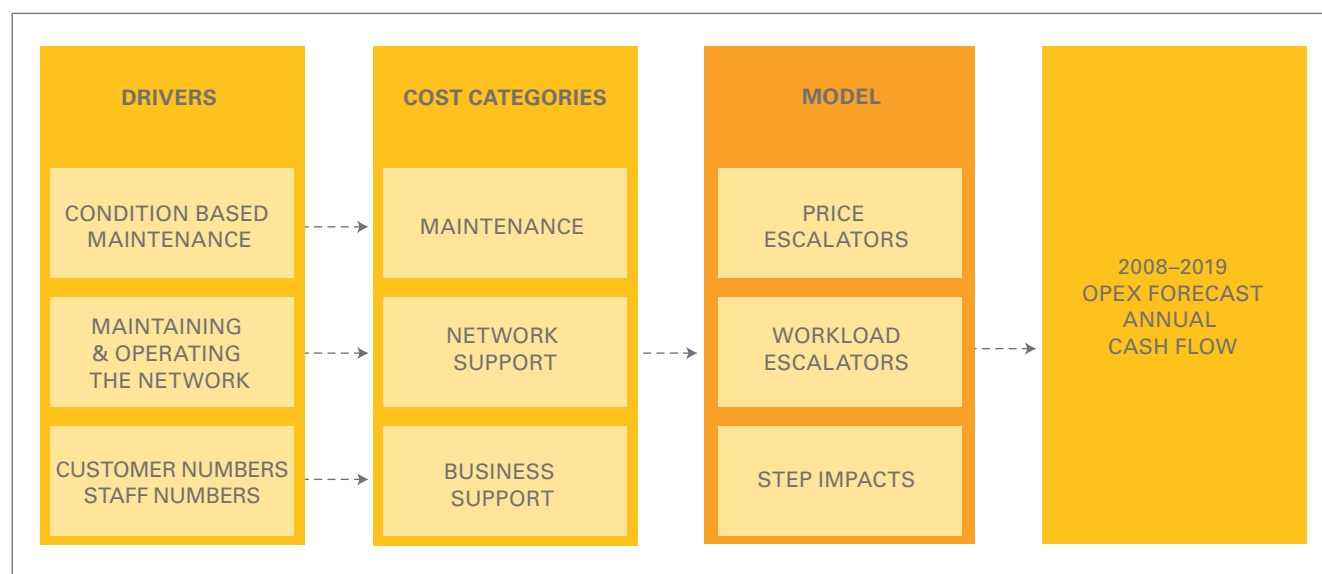 DRIVERS
CONDITION BASED
MAINTENANCE
MAINTAINING
& OPERATING
THE NETWORK
CUSTOMER NUMBERS
STAFF NUMBERS
COST CATEGORIES
MAINTENANCE
NETWORK
SUPPORT
BUSINESS
SUPPORT
MODEL
PRICE
ESCALATORS
WORKLOAD
ESCALATORS
STEP IMPACTS
2008–2019
OPEX FORECAST
ANNUAL
CASH FLOW